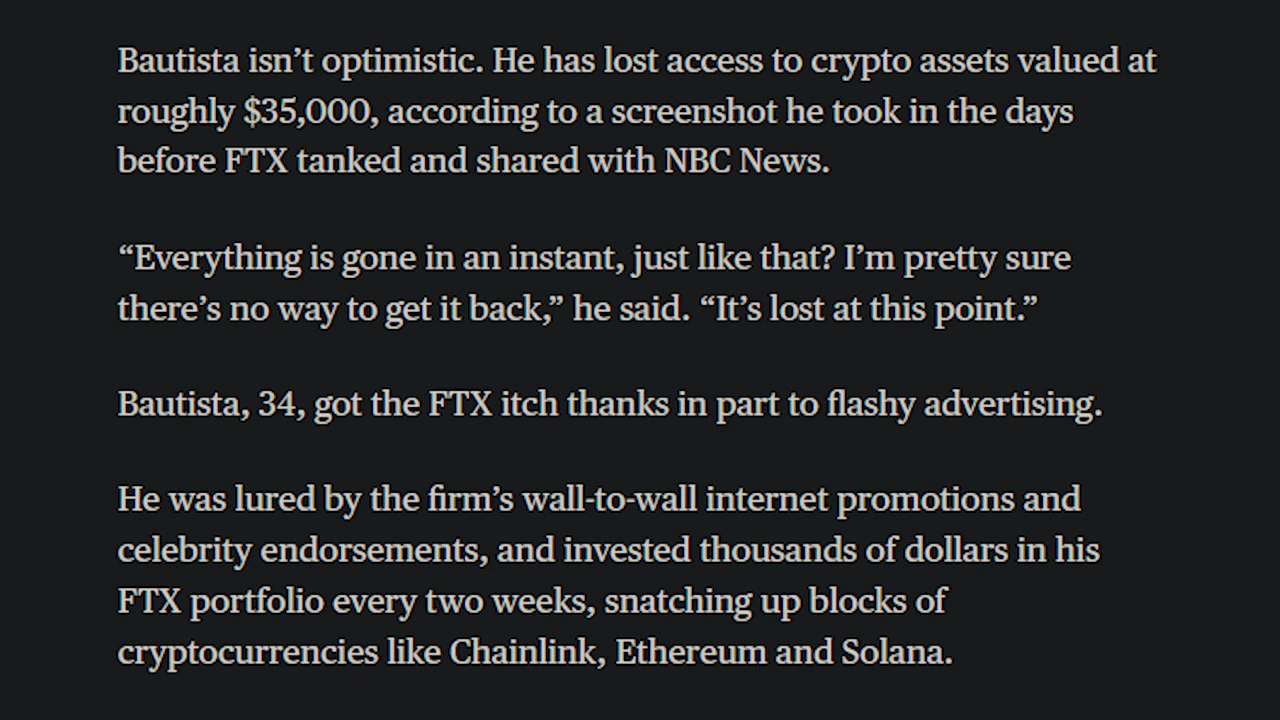 Bautista isn’t optimistic. He has lost access to crypto assets valued at
roughly $35,000, according to a screenshot he took in the days
before FTX tanked and shared with NBC News.
“Everything is gone in an instant, just like that? I’m pretty sure
there’s no way to get it back,” he said. “It’s lost at this point.”
Bautista, 34, got the FTX itch thanks in part to flashy advertising.
He was lured by the firm’s wall-to-wall internet promotions and
celebrity endorsements, and invested thousands of dollars in his
FTX portfolio every two weeks, snatching up blocks of
cryptocurrencies like Chainlink, Ethereum and Solana.